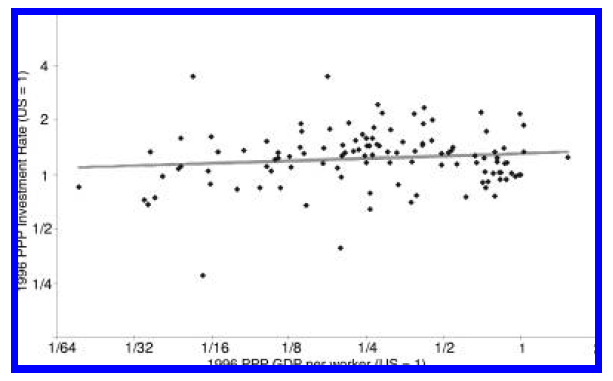 4
2
1
1/2
1/4
1996 PPP Investment Rate (US = 1)
1/64 1/32 1/16 1/8 1/4 1/2 1
1996 PPP GDP per worker (US = 1)